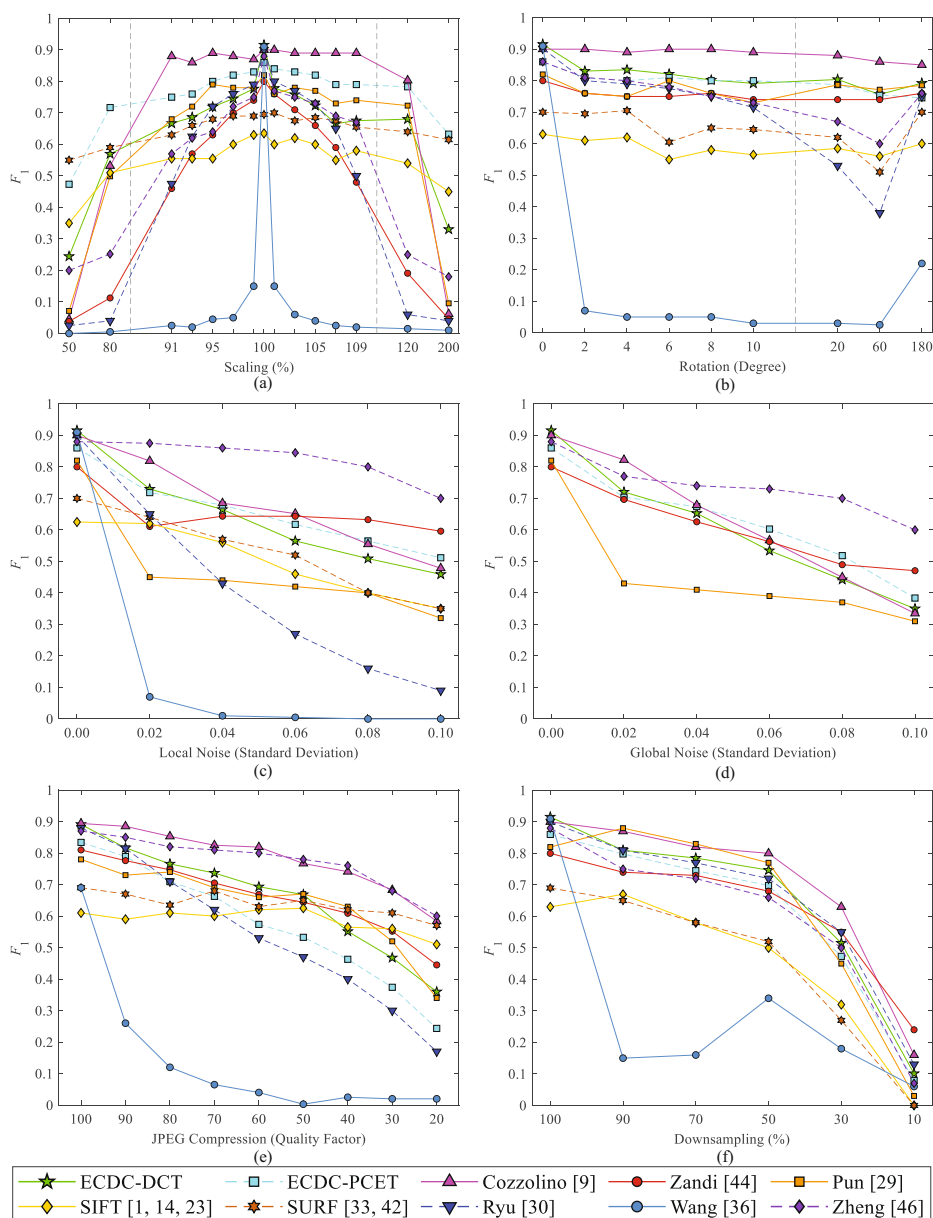 1
0.9
0.8
0.7
0.6
0.5
0.4
0.3
0.2
0.1
0
F1
50 80 91 95 100 105 109 120 200
Scaling (%)
(a)
1
0.9
0.8
0.7
0.6
0.5
0.4
0.3
0.2
0.1
0
F1
0 2 4 6 8 10 20 60 180
Rotation (Degree)
(b)
1
0.9
0.8
0.7
0.6
0.5
0.4
0.3
0.2
0.1
0
F1
0.00 0.02 0.04 0.06 0.08 0.10
Local Noise (Standard Deviation)
(c)
1
0.9
0.8
0.7
0.6
0.5
0.4
0.3
0.2
0.1
0
F1
0.00 0.02 0.04 0.06 0.08 0.10
Global Noise (Standard Deviation)
(d)
1
0.9
0.8
0.7
0.6
0.5
0.4
0.3
0.2
0.1
0
F1
100 90 80 70 60 50 40 30 20
JPEG Compression (Quality Factor)
(e)
1
0.9
0.8
0.7
0.6
0.5
0.4
0.3
0.2
0.1
0
F1
100 90 70 50 30 10
Downsampling (%)
(f)
ECDC-DCT ECDC-PCET Cozzolino [9] Zandi [44] Pun [29]
SIFT [1, 14, 23] SURF [33, 42] Ryu [30] Wang [36] Zheng [46]